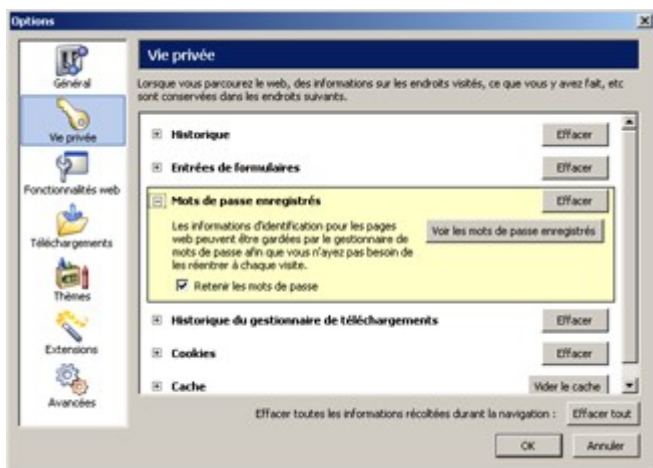 Options
Général
Vie privée
Fonctionnalités web
Téléchargements
Thèmes
Extensions
Avancées
Vie privée
Lorsque vous parcourez le web, des informations sur les endroits visités, ce que vous y avez fait, etc
sont conservées dans les endroits suivants.
Historique Effacer
Entrées de formulaires Effacer
Mots de passe enregistrés Effacer
Les informations d'identification pour les pages
web peuvent être gardées par le gestionnaire de
mots de passe afin que vous n'ayez pas besoin de
les réentrer à chaque visite.
Voir les mots de passe enregistrés
Retenir les mots de passe
Historique du gestionnaire de téléchargements Effacer
Cookies Effacer
Cache Vider le cache
Effacer toutes les informations récoltées durant la navigation : Effacer tout
OK Annuler